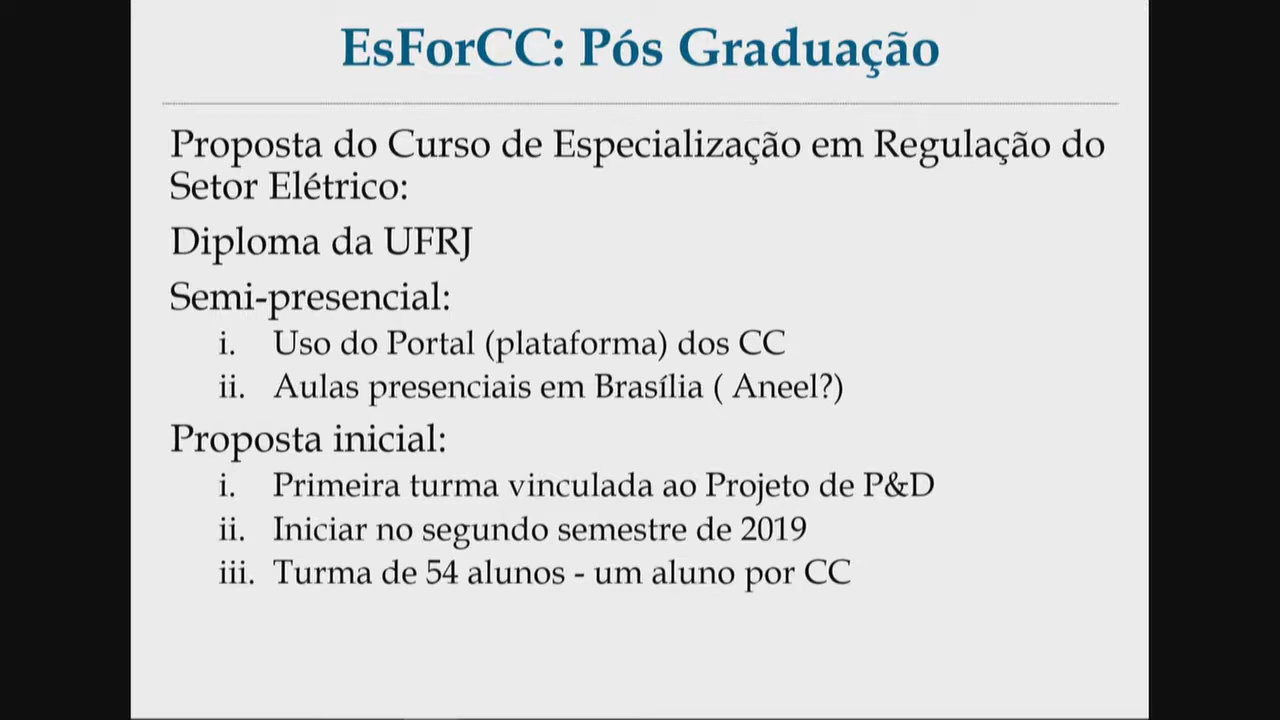 EsForCC: Pós Graduação
Proposta do Curso de Especialização em Regulação do
Setor Elétrico:
Diploma da UFRJ
Semi-presencial:
i. Uso do Portal (plataforma) dos CC
ii. Aulas presenciais em Brasília ( Aneel?)
Proposta inicial:
i. Primeira turma vinculada ao Projeto de P&D
ii. Iniciar no segundo semestre de 2019
iii. Turma de 54 alunos - um aluno por CC